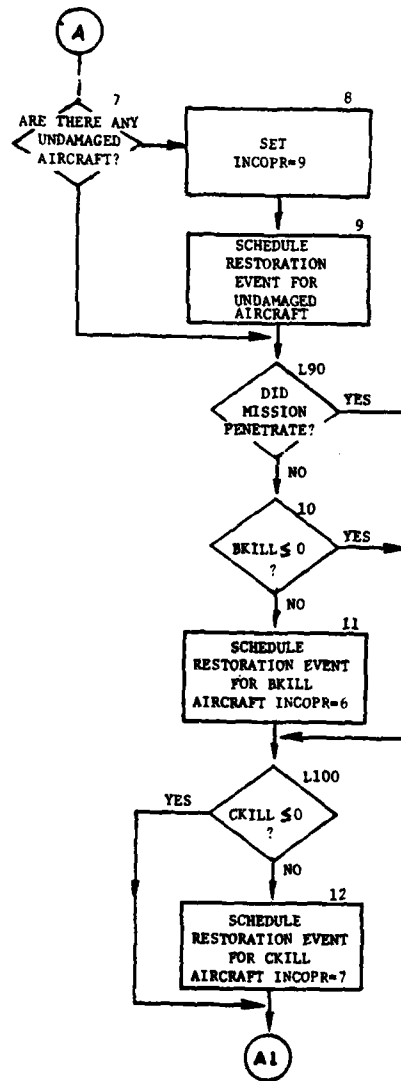 A
7
ARE THERE ANY
UNDAMAGED
AIRCRAFT?
8
SET
INCOPR=9
9
SCHEDULE
RESTORATION
EVENT FOR
UNDAMAGED
AIRCRAFT
L90
DID
MISSION
PENETRATE?
YES
NO
10
BKILL ≤ 0
?
YES
NO
11
SCHEDULE
RESTORATION EVENT
FOR BKILL
AIRCRAFT INCOPR=6
L100
YES
CKILL ≤ 0
?
NO
12
SCHEDULE
RESTORATION EVENT
FOR CKILL
AIRCRAFT INCOPR=7
A1